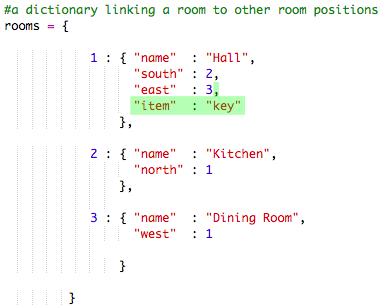 #a dictionary linking a room to other room positions
rooms = {
1 : { "name" : "Hall",
"south" : 2,
"east" : 3,
"item" : "key"
},
2 : { "name" : "Kitchen",
"north" : 1
},
3 : { "name" : "Dining Room",
"west" : 1
}
}